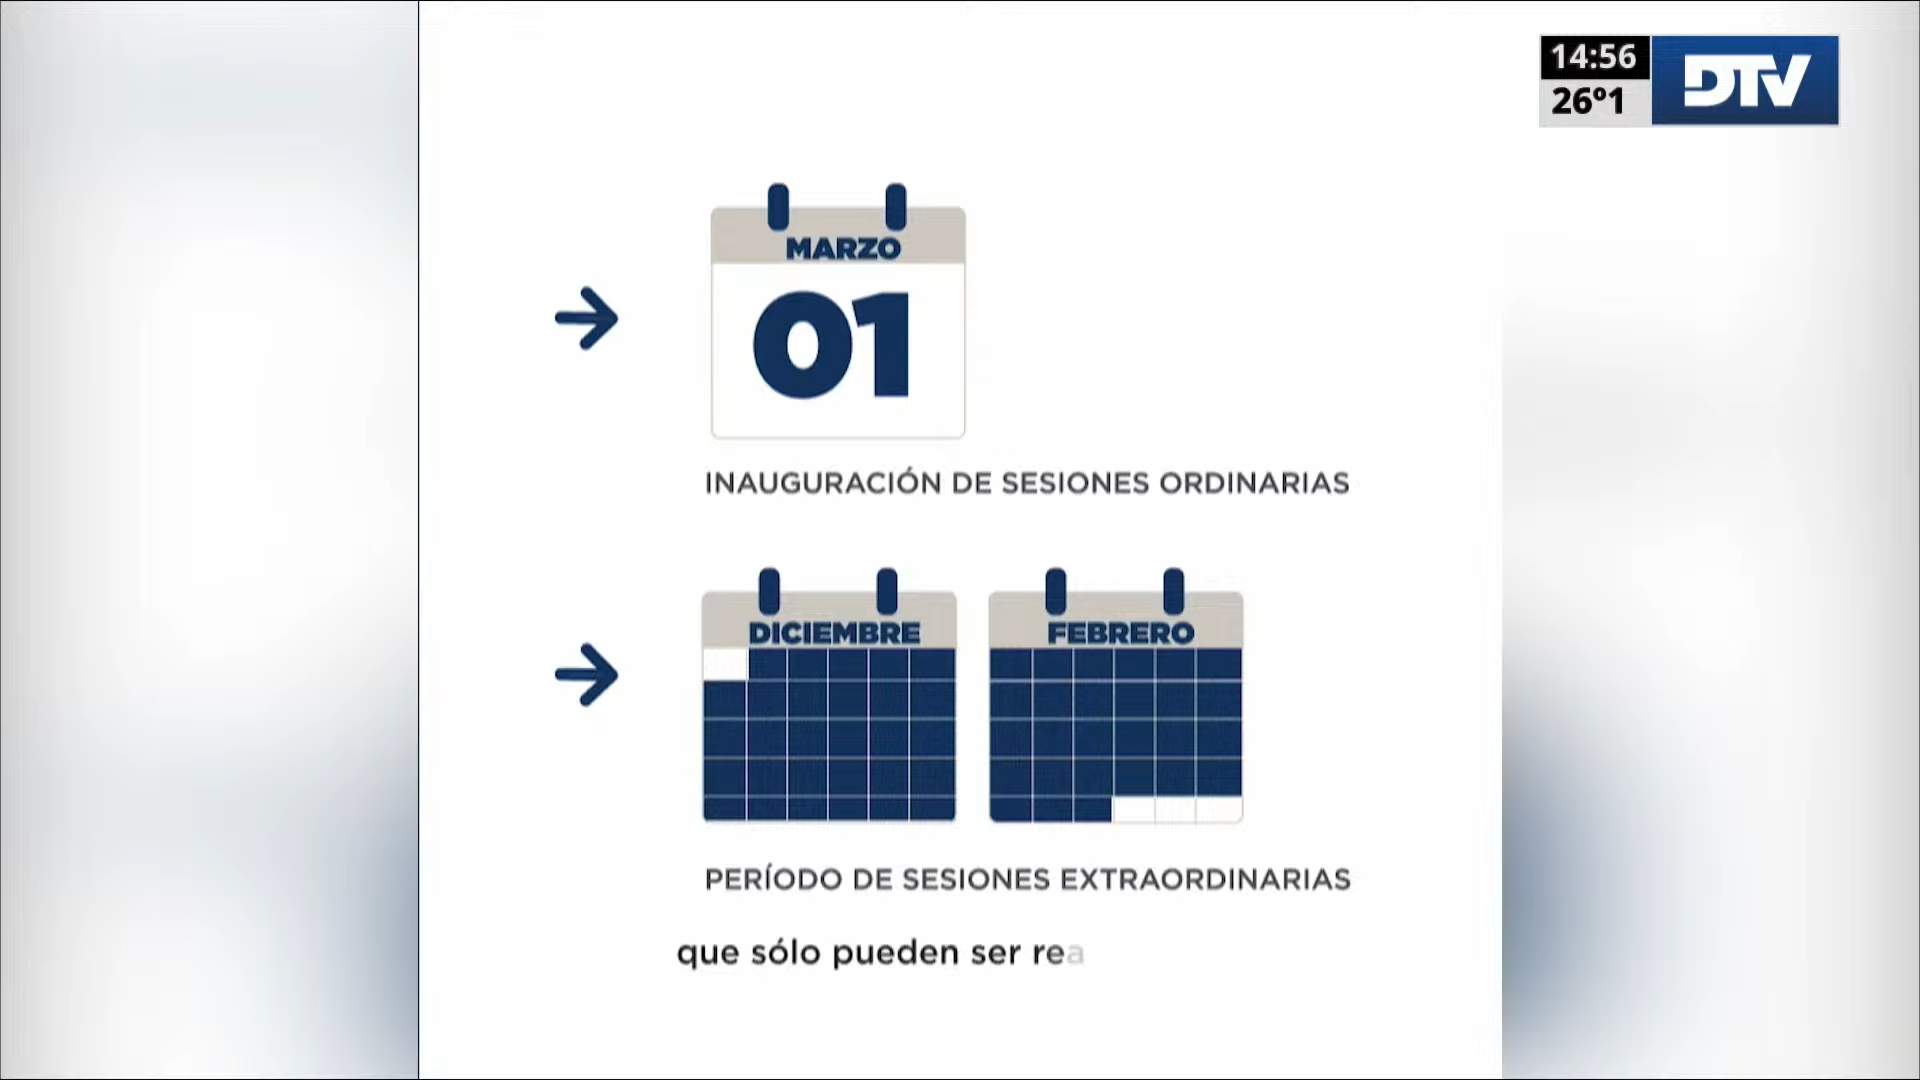 14:56
26°1
DTV
MARZO
01
INAUGURACIÓN DE SESIONES ORDINARIAS
DICIEMBRE FEBRERO
PERÍODO DE SESIONES EXTRAORDINARIAS
que sólo pueden ser rea